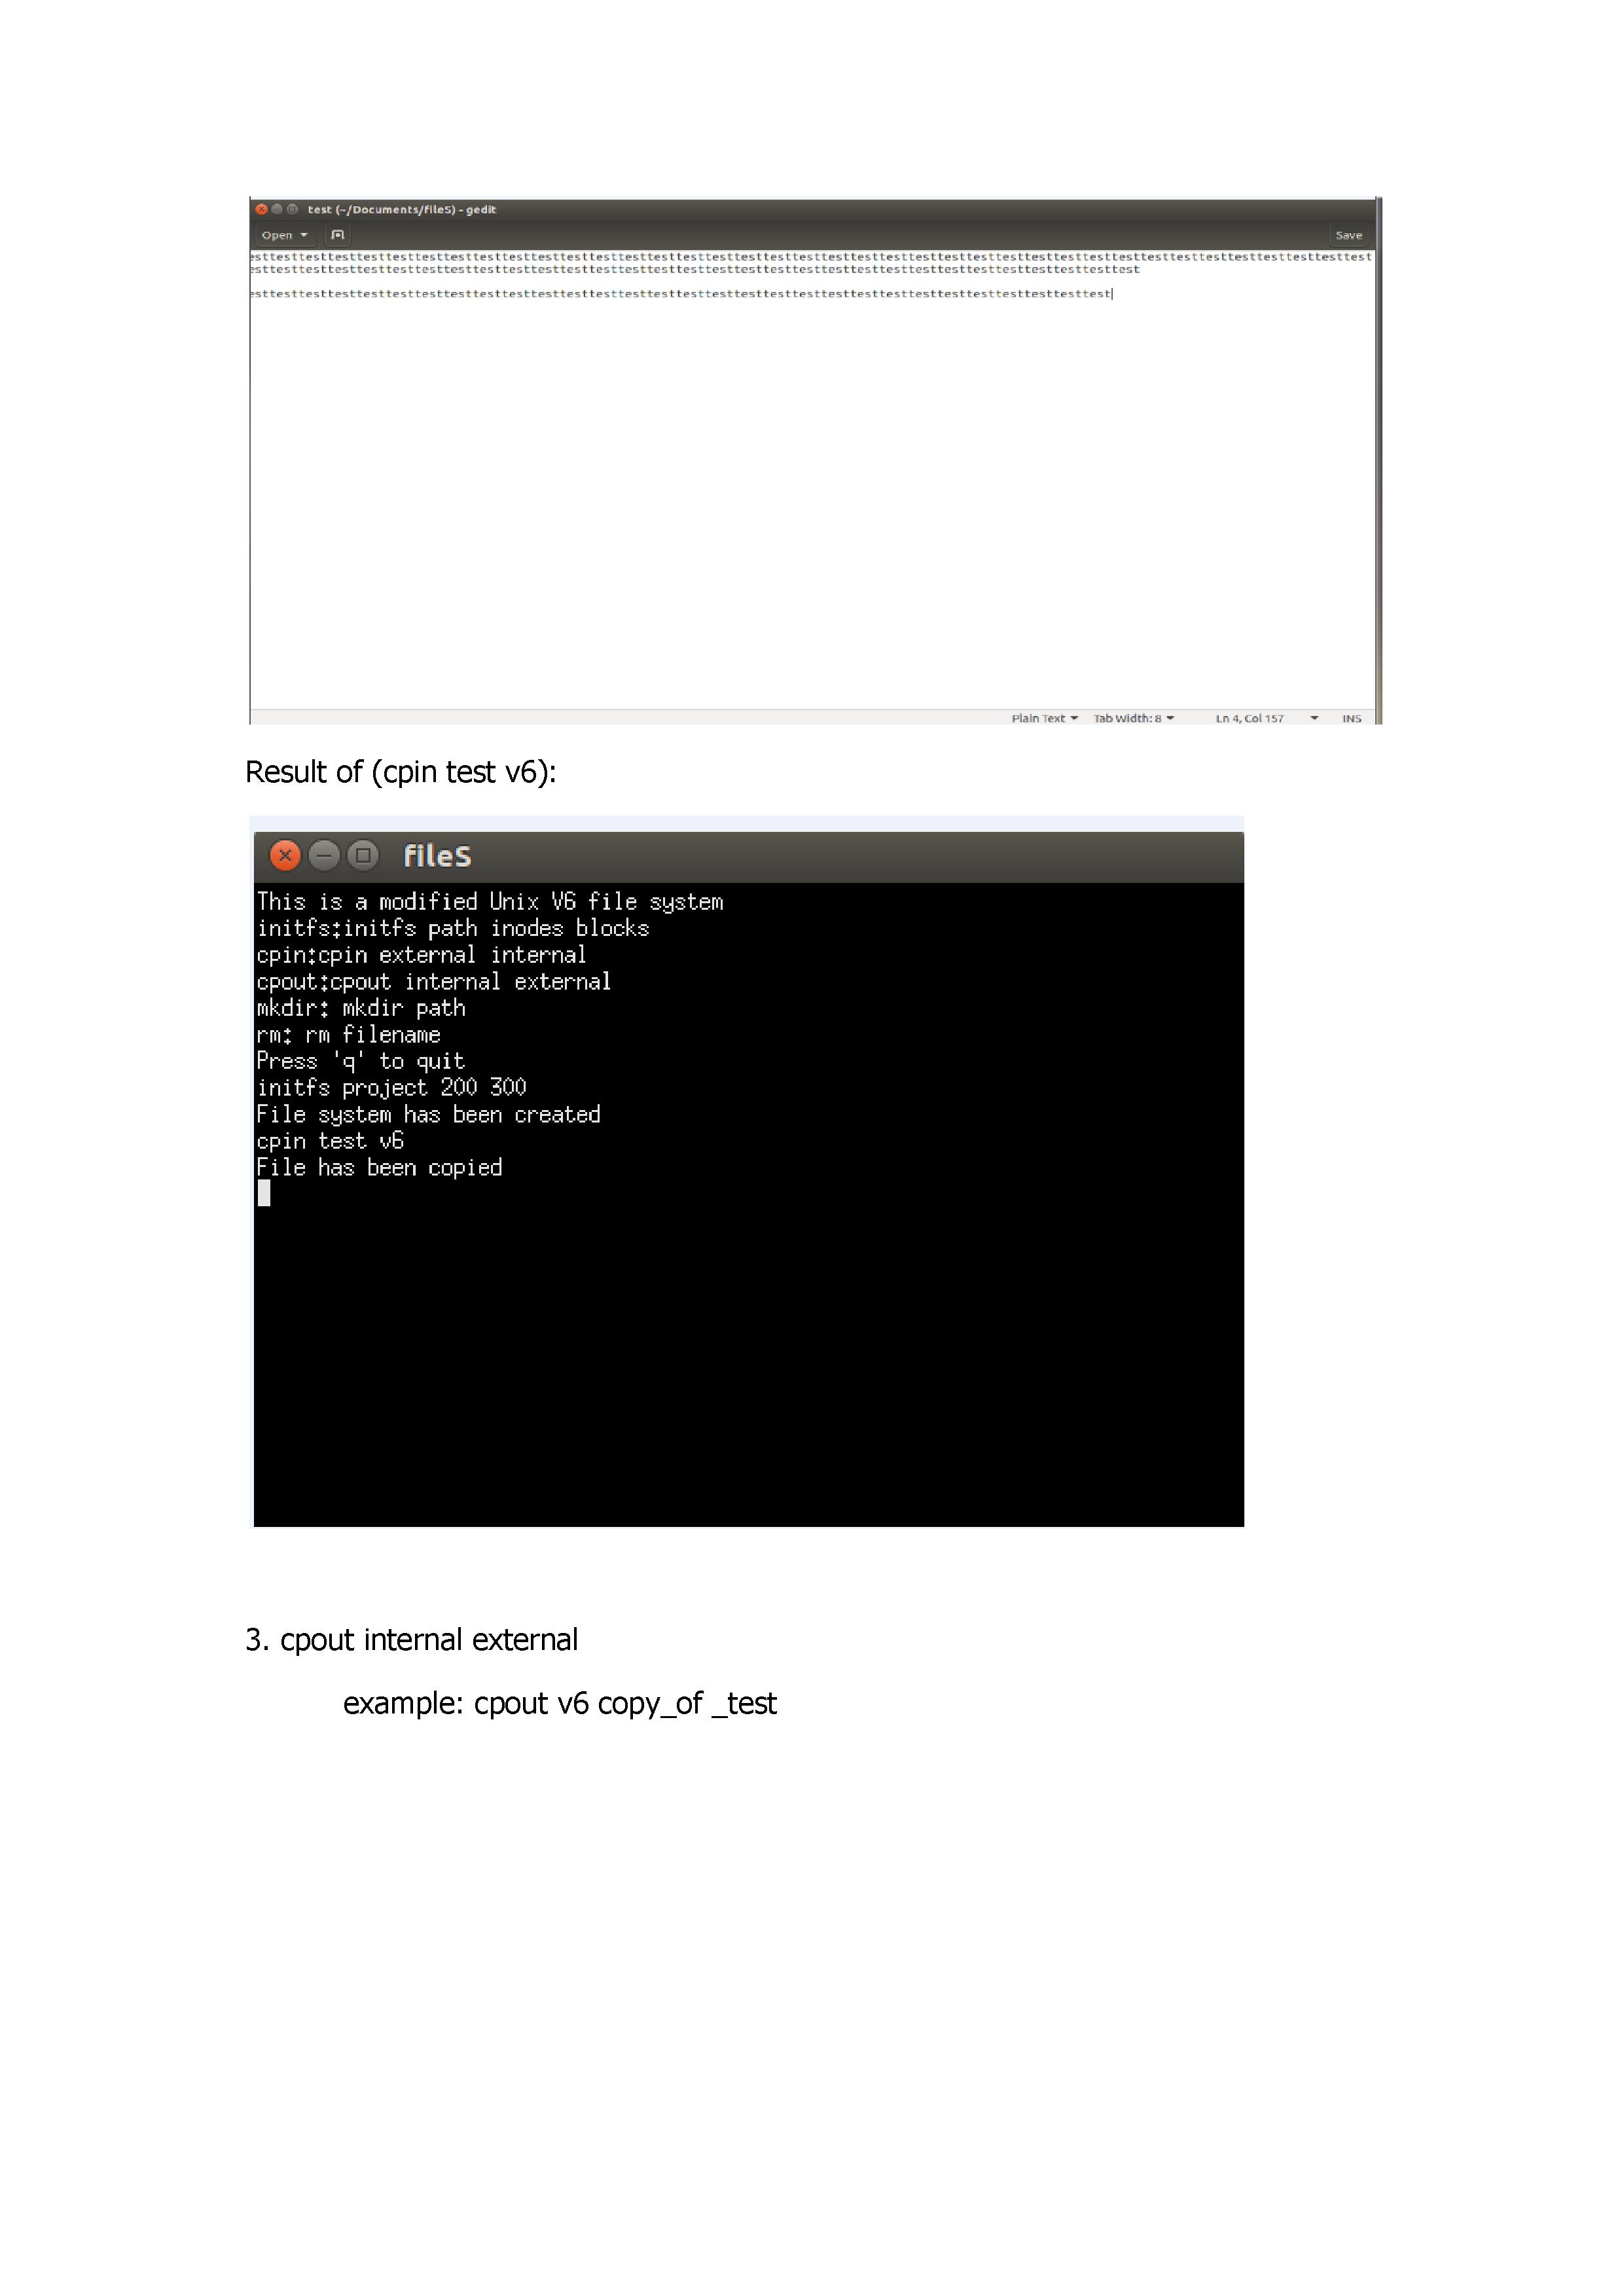 test (~/Documents/fileS) - gedit
Open
Save
Plain Text
Tab Width: 8
Ln 4, Col 157
INS
Result of (cpin test v6):
fileS
This is a modified Unix V6 file system
initfs:initfs path inodes blocks
cpin:cpin external internal
cpout:cpout internal external
mkdir: mkdir path
rm: rm filename
Press 'q' to quit
initfs project 200 300
File system has been created
cpin test v6
File has been copied
3. cpout internal external
example: cpout v6 copy_of _test